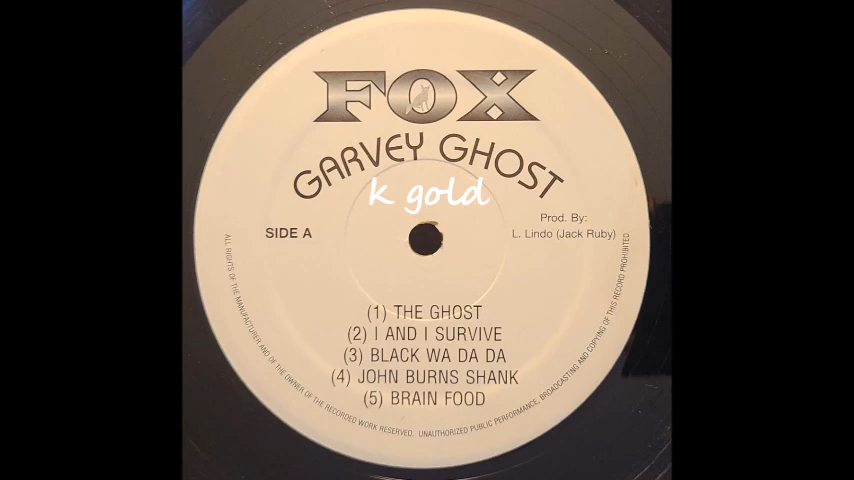 FOX
GARVEY GHOST
k gold
SIDE A
Prod. By:
L. Lindo (Jack Ruby)
(1) THE GHOST
(2) I AND I SURVIVE
(3) BLACK WA DA DA
(4) JOHN BURNS SHANK
(5) BRAIN FOOD
ALL RIGHTS OF THE MANUFACTURER AND OF THE OWNER OF THE RECORDED WORK RESERVED. UNAUTHORIZED PUBLIC PERFORMANCE, BROADCASTING AND COPYING OF THIS RECORD PROHIBITED.